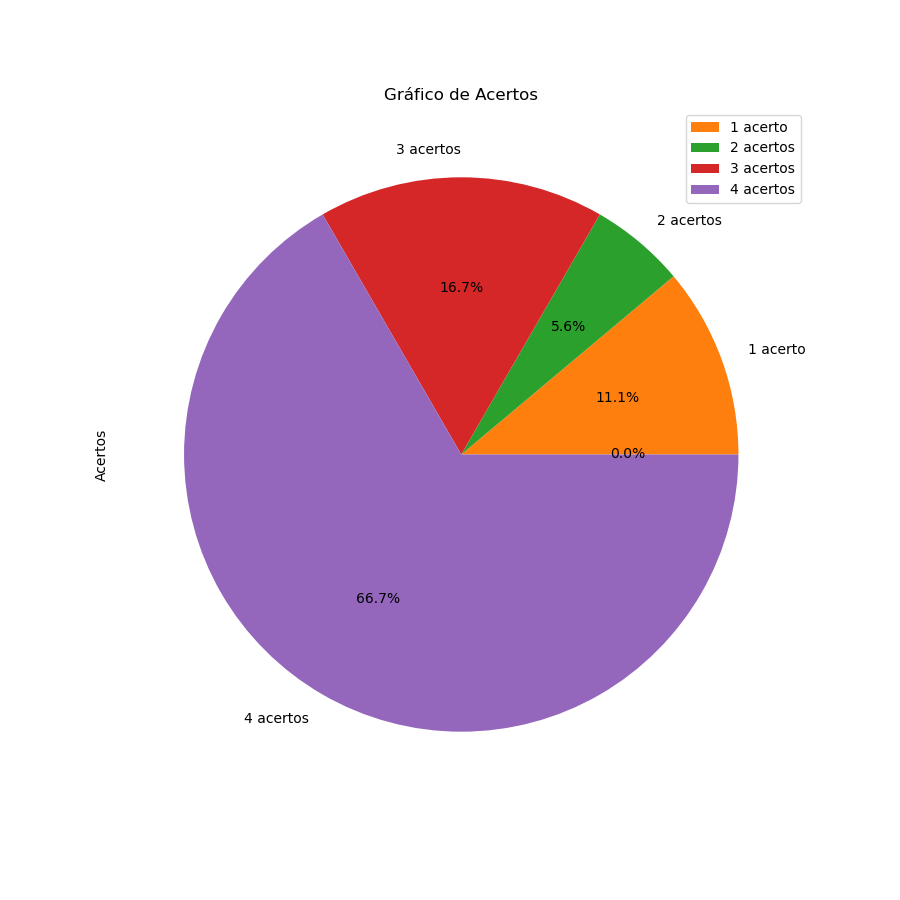 Gráfico de Acertos
1 acerto
2 acertos
3 acertos
4 acertos
3 acertos
2 acertos
16.7%
5.6%
1 acerto
11.1%
0.0%
Acertos
66.7%
4 acertos